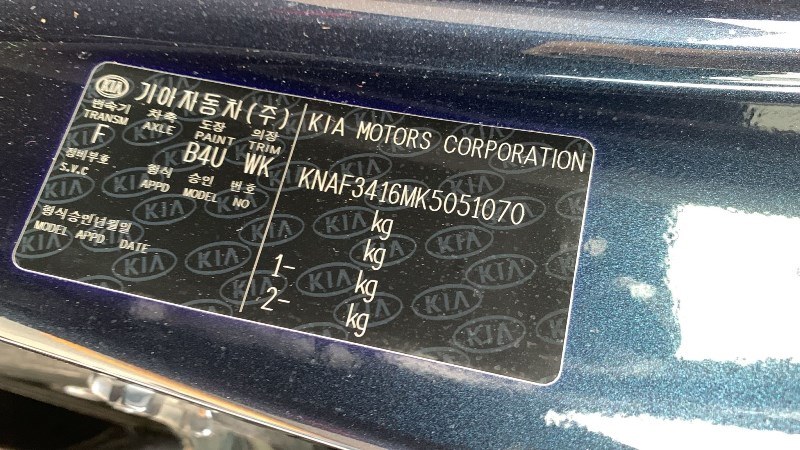 KIA 기아자동차(주)
변속기 차축 도장 의장
TRANSM AXLE PAINT TRIM
F B4U WK
정비부호 형식 승인 번호
S.V.C APPD MODEL NO
형식승인년월일
MODEL APPD DATE
KIA MOTORS CORPORATION
KNAF3416MK5051070
kg
kg
1- kg
2- kg